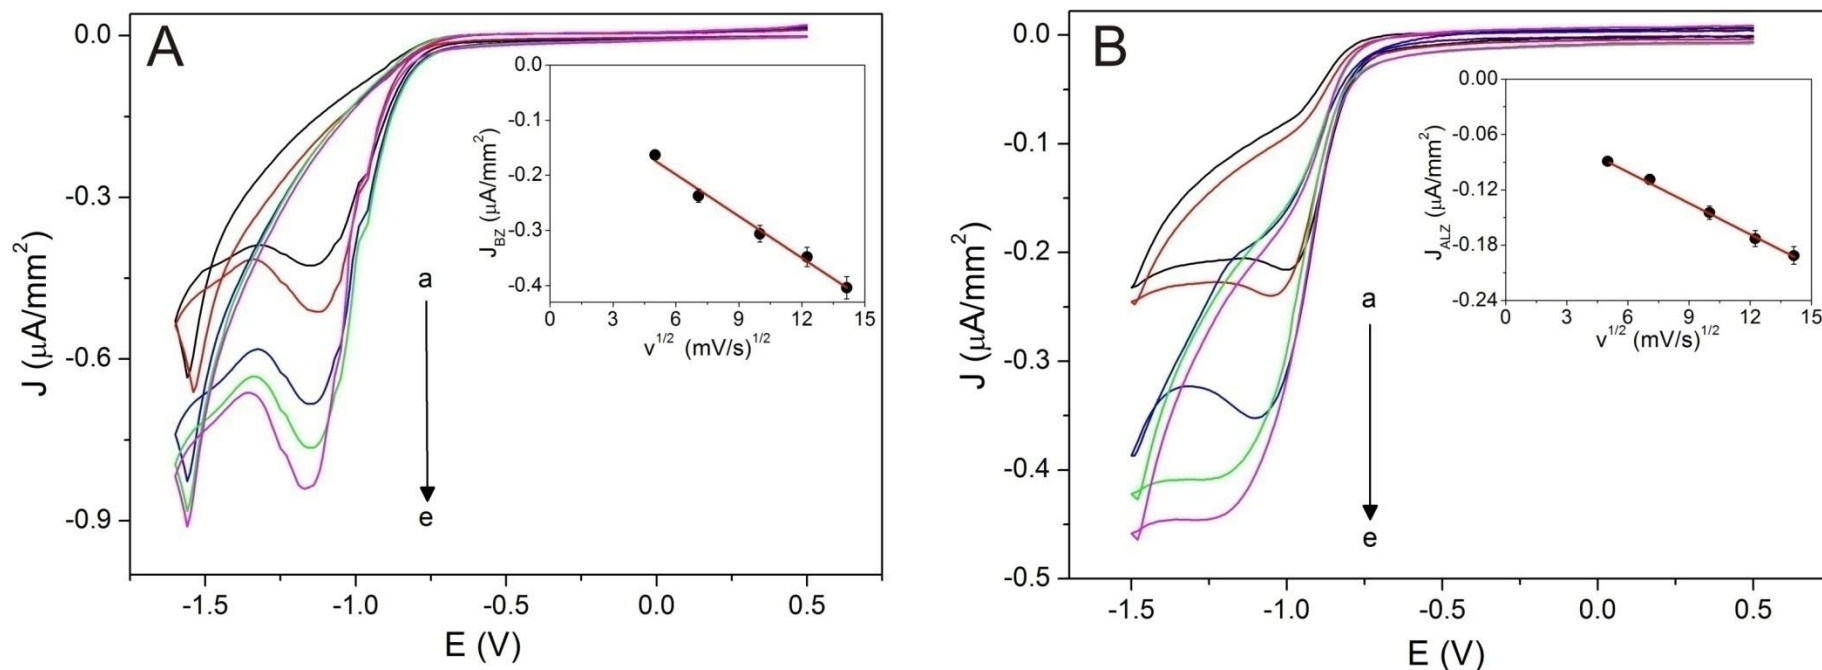 A
0.0
-0.3
-0.6
-0.9
J (µA/mm²)
-1.5 -1.0 -0.5 0.0 0.5
E (V)
a
e
0.0
-0.1
-0.2
-0.3
-0.4
J_BZ (µA/mm²)
0 3 6 9 12 15
v^1/2 (mV/s)^1/2
B
0.0
-0.1
-0.2
-0.3
-0.4
-0.5
J (µA/mm²)
-1.5 -1.0 -0.5 0.0 0.5
E (V)
a
e
0.00
-0.06
-0.12
-0.18
-0.24
J_ALZ (µA/mm²)
0 3 6 9 12 15
v^1/2 (mV/s)^1/2